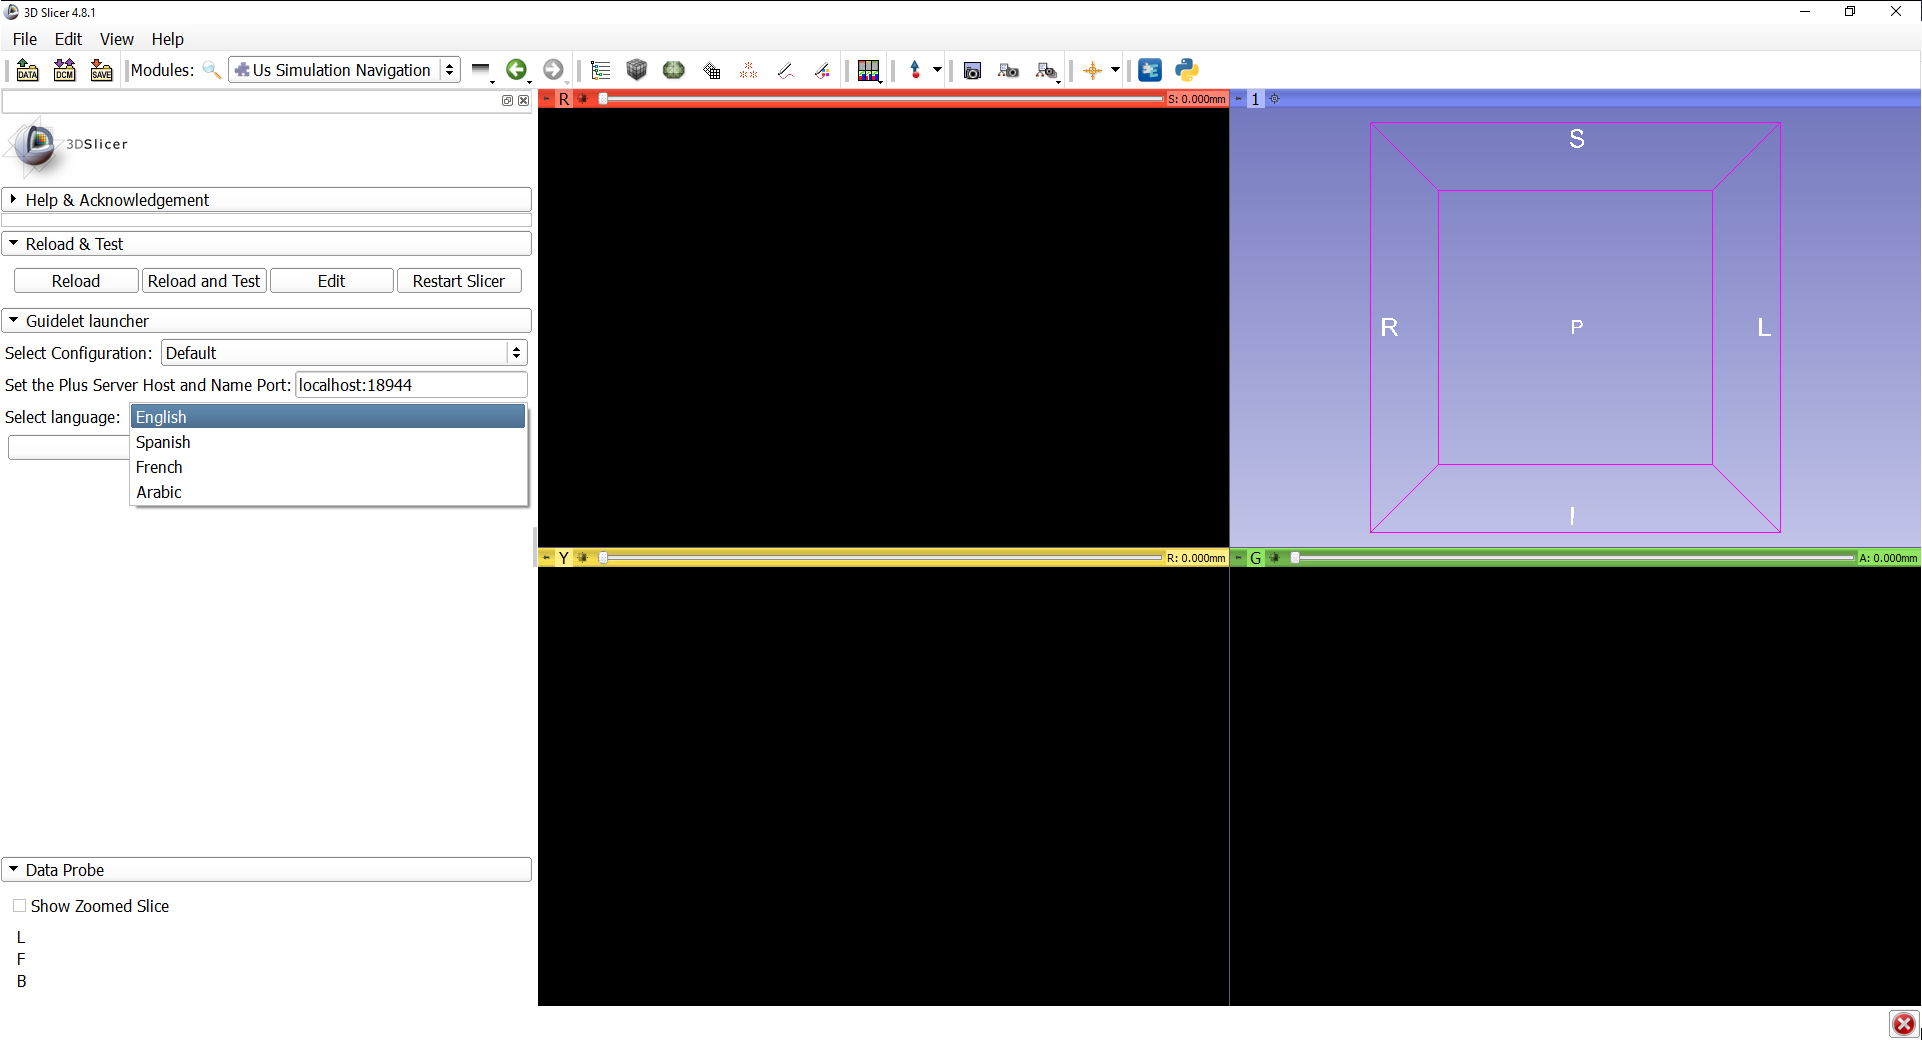 3D Slicer 4.8.1
File Edit View Help
DATA DCM SAVE Modules: Us Simulation Navigation
R S: 0.000mm 1
3DSlicer
Help & Acknowledgement
Reload & Test
Reload Reload and Test Edit Restart Slicer
Guidelet launcher
Select Configuration: Default
Set the Plus Server Host and Name Port: localhost:18944
Select language: English
Spanish
French
Arabic
S
R P L
I
Y R: 0.000mm G A: 0.000mm
Data Probe
Show Zoomed Slice
L
F
B